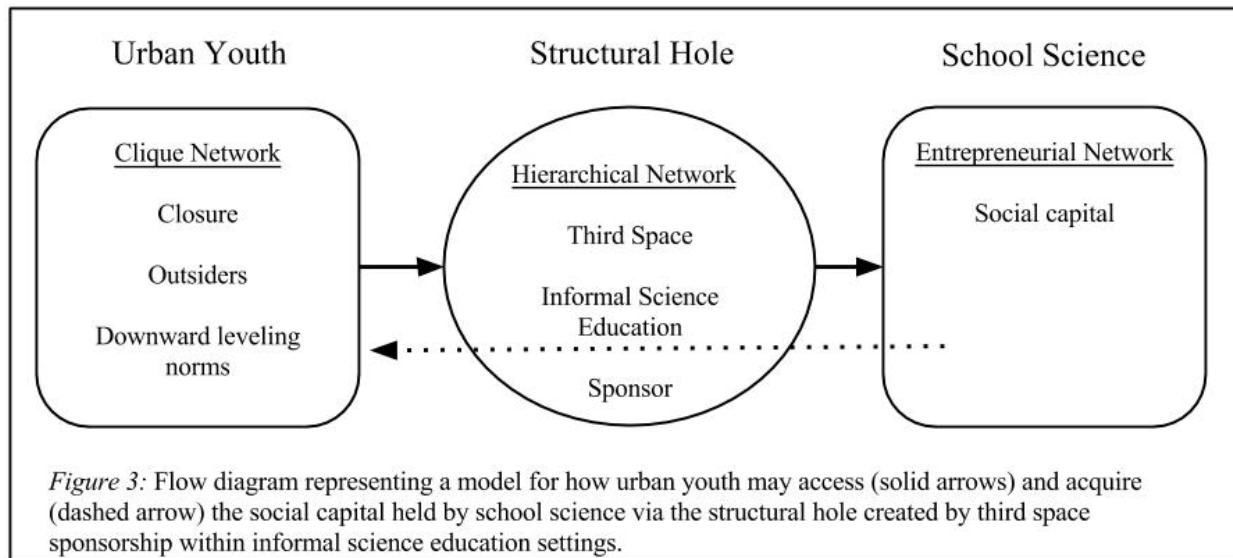 Urban Youth
Structural Hole
School Science
Clique Network
Closure
Outsiders
Downward leveling
norms
Hierarchical Network
Third Space
Informal Science
Education
Sponsor
Entrepreneurial Network
Social capital
Figure 3: Flow diagram representing a model for how urban youth may access (solid arrows) and acquire
(dashed arrow) the social capital held by school science via the structural hole created by third space
sponsorship within informal science education settings.